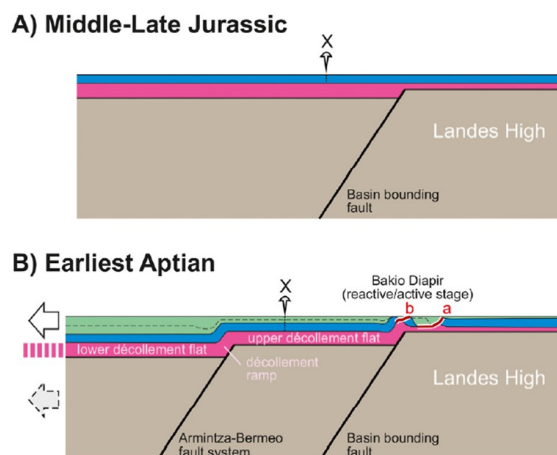 A) Middle-Late Jurassic
X
Landes High
Basin bounding
fault
B) Earliest Aptian
X
Bakio Diapir
(reactive/active stage)
b
a
lower décollement flat
upper décollement flat
décollement
ramp
Landes High
Armintza-Bermeo
fault system
Basin bounding
fault